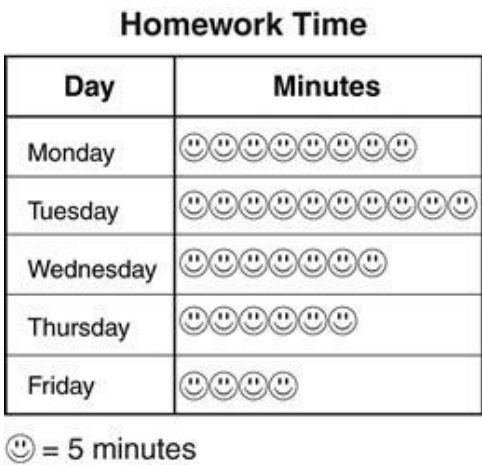 Homework Time
Day Minutes
Monday
Tuesday
Wednesday
Thursday
Friday
= 5 minutes